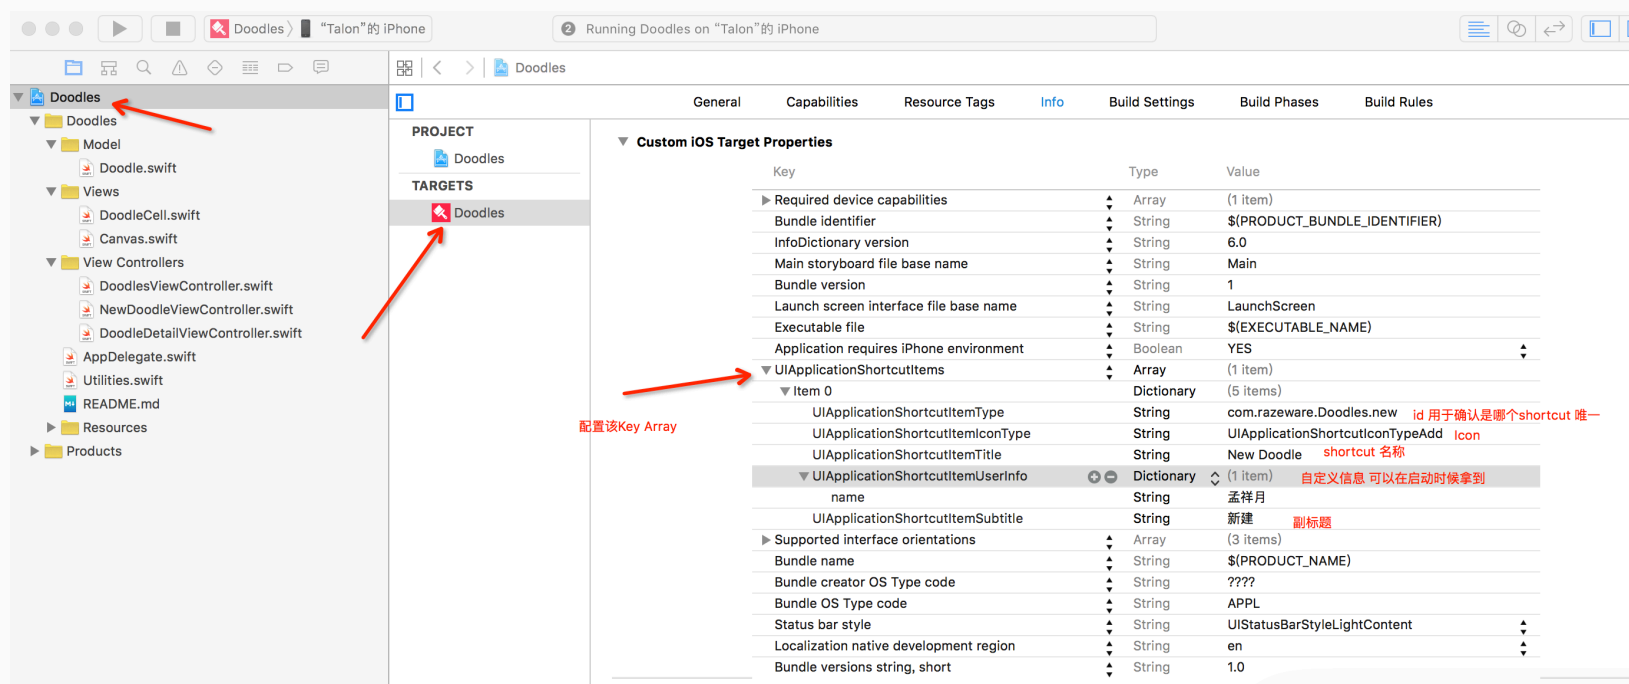 Doodles 〉 “Talon”的 iPhone
2 Running Doodles on “Talon”的 iPhone
Doodles
Doodles
Doodles
Model
Doodle.swift
Views
DoodleCell.swift
Canvas.swift
View Controllers
DoodlesViewController.swift
NewDoodleViewController.swift
DoodleDetailViewController.swift
AppDelegate.swift
Utilities.swift
README.md
Resources
Products
General Capabilities Resource Tags Info Build Settings Build Phases Build Rules
PROJECT
Doodles
TARGETS
Doodles
Custom iOS Target Properties
Key Type Value
Required device capabilities Array (1 item)
Bundle identifier String $(PRODUCT_BUNDLE_IDENTIFIER)
InfoDictionary version String 6.0
Main storyboard file base name String Main
Bundle version String 1
Launch screen interface file base name String LaunchScreen
Executable file String $(EXECUTABLE_NAME)
Application requires iPhone environment Boolean YES
UIApplicationShortcutItems Array (1 item)
Item 0 Dictionary (5 items)
UIApplicationShortcutItemType String com.razeware.Doodles.new id 用于确认是哪个shortcut 唯一
配置该Key Array
UIApplicationShortcutItemIconType String UIApplicationShortcutIconTypeAdd Icon
UIApplicationShortcutItemTitle String New Doodle shortcut 名称
UIApplicationShortcutItemUserInfo Dictionary (1 item) 自定义信息 可以在启动时候拿到
name String 孟祥月
UIApplicationShortcutItemSubtitle String 新建 副标题
Supported interface orientations Array (3 items)
Bundle name String $(PRODUCT_NAME)
Bundle creator OS Type code String ????
Bundle OS Type code String APPL
Status bar style String UIStatusBarStyleLightContent
Localization native development region String en
Bundle versions string, short String 1.0